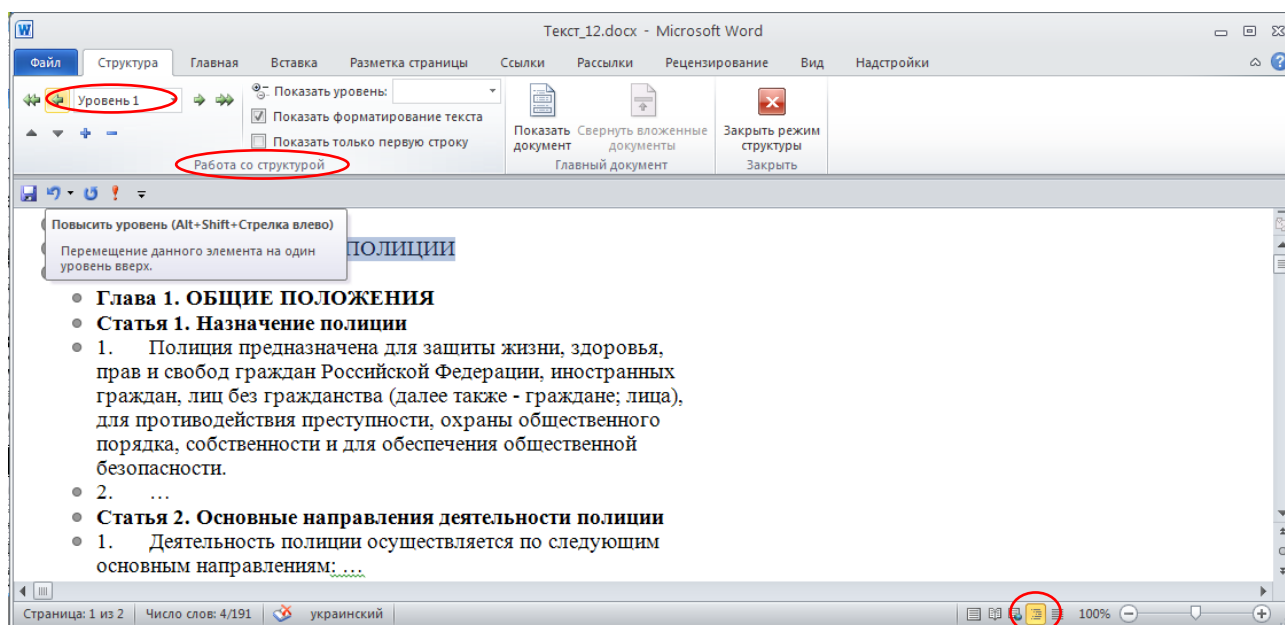 Текст_12.docx - Microsoft Word
Файл Структура Главная Вставка Разметка страницы Ссылки Рассылки Рецензирование Вид Надстройки
Уровень 1
Показать уровень:
Показать форматирование текста
Показать только первую строку
Работа со структурой
Показать документ
Свернуть вложенные документы
Главный документ
Закрыть режим структуры
Закрыть
Повысить уровень (Alt+Shift+Стрелка влево)
Перемещение данного элемента на один
уровень вверх.
ПОЛИЦИИ
Глава 1. ОБЩИЕ ПОЛОЖЕНИЯ
Статья 1. Назначение полиции
1. Полиция предназначена для защиты жизни, здоровья,
прав и свобод граждан Российской Федерации, иностранных
граждан, лиц без гражданства (далее также - граждане; лица),
для противодействия преступности, охраны общественного
порядка, собственности и для обеспечения общественной
безопасности.
2. …
Статья 2. Основные направления деятельности полиции
1. Деятельность полиции осуществляется по следующим
основным направлениям: …
Страница: 1 из 2 Число слов: 4/191 украинский 100%